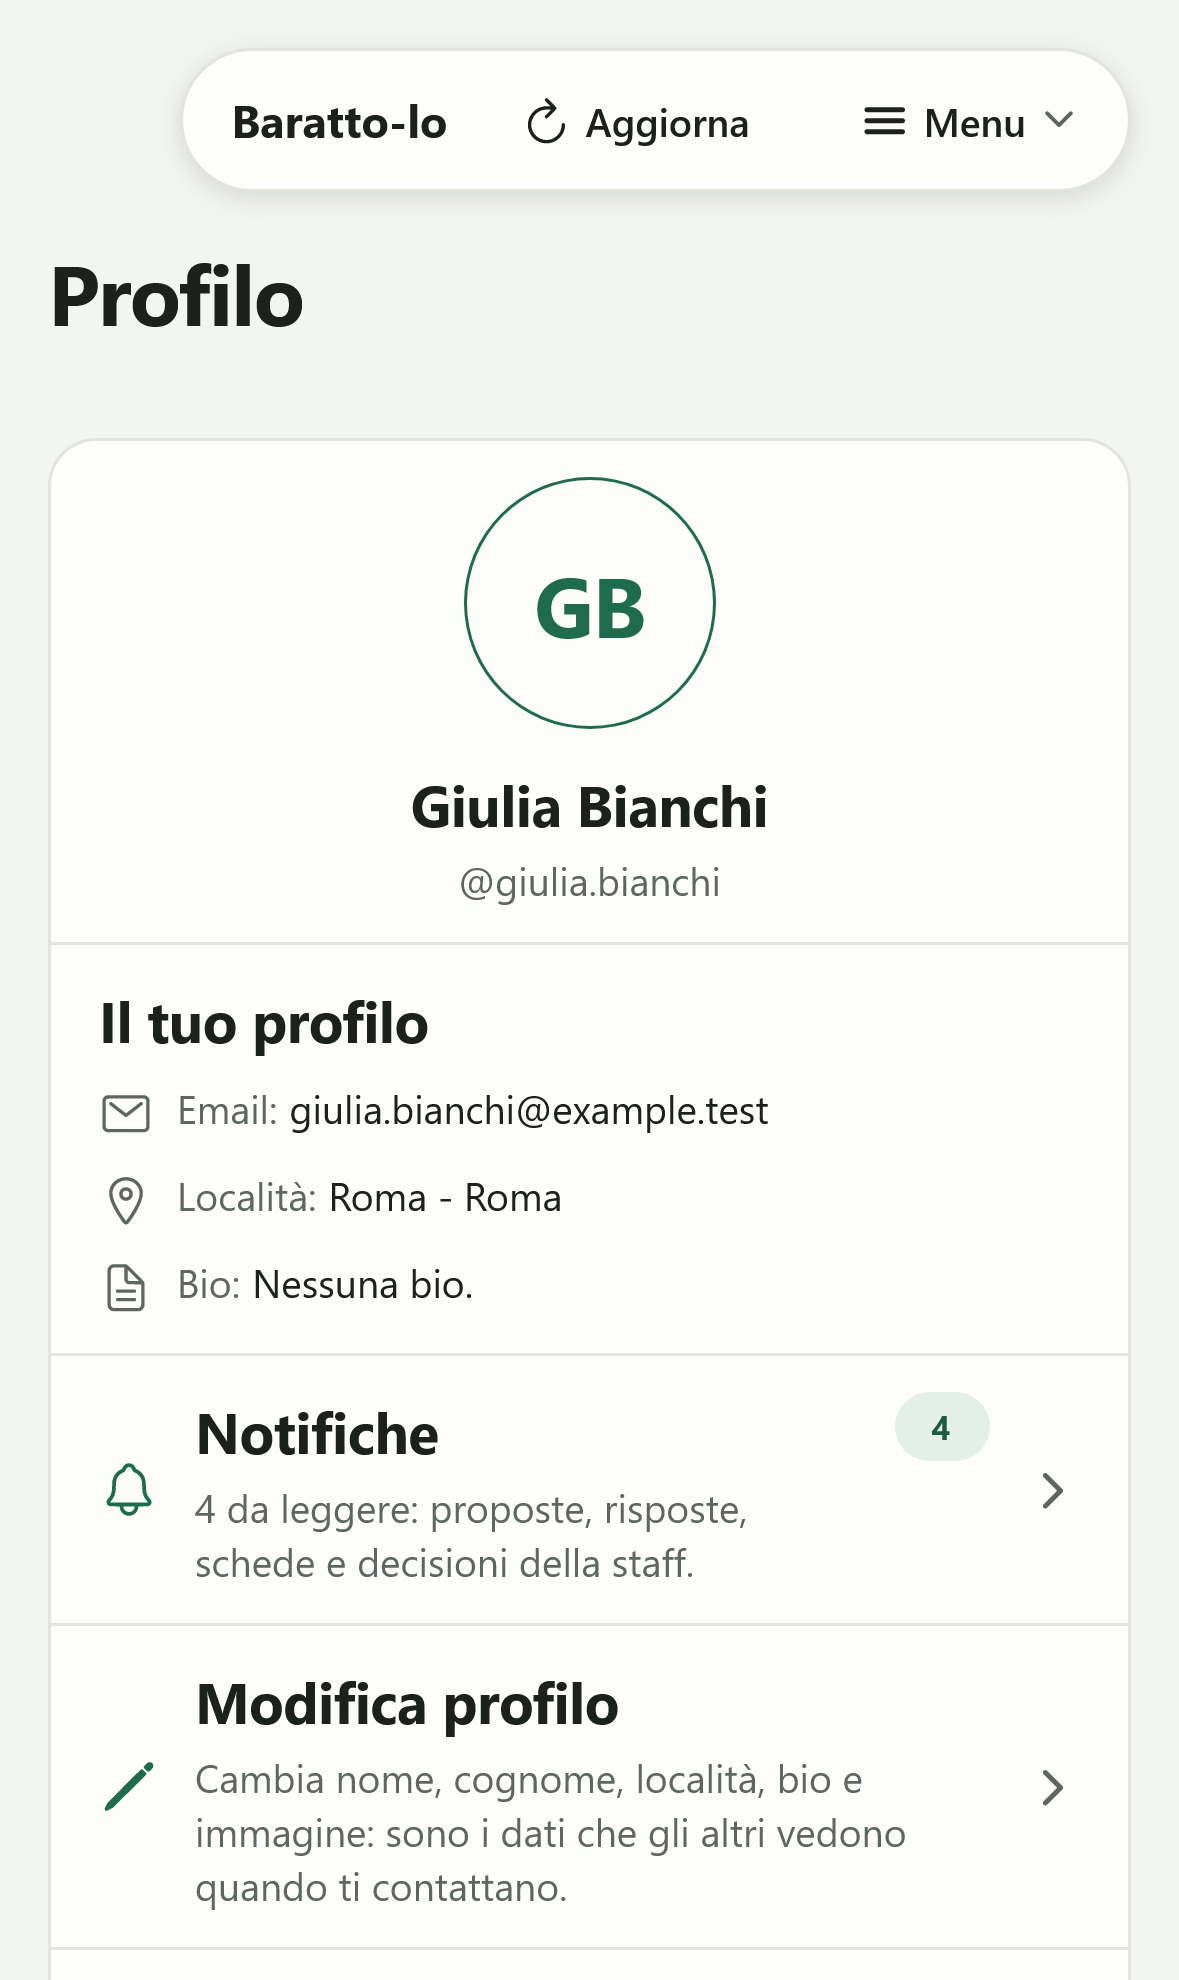 Baratto-lo Aggiorna Menu
Profilo
GB
Giulia Bianchi
@giulia.bianchi
Il tuo profilo
Email: giulia.bianchi@example.test
Località: Roma - Roma
Bio: Nessuna bio.
Notifiche 4
4 da leggere: proposte, risposte,
schede e decisioni della staff.
Modifica profilo
Cambia nome, cognome, località, bio e
immagine: sono i dati che gli altri vedono
quando ti contattano.